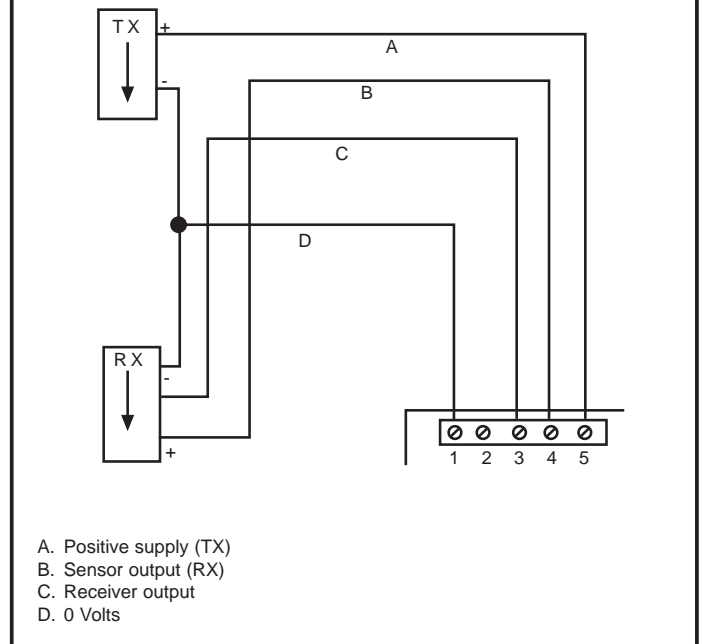 TX
+
A
-
B
C
D
RX
-
+
1 2 3 4 5
A. Positive supply (TX)
B. Sensor output (RX)
C. Receiver output
D. 0 Volts